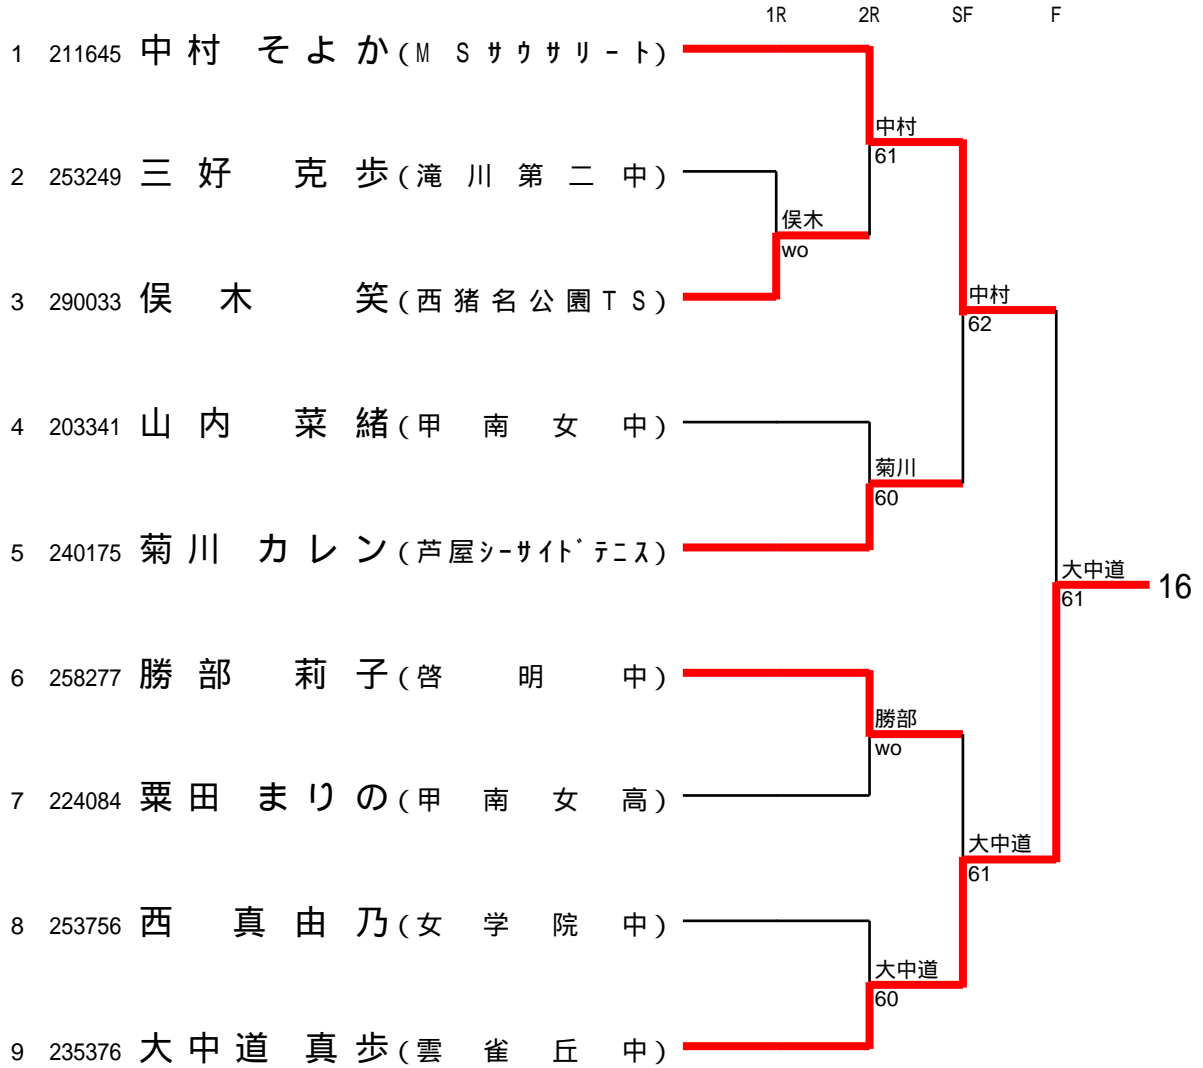 1R 2R SF F
1 211645 中村 そよか(MSサウサリート)
中村
61
2 253249 三好 克歩(滝川第二中)
俣木
wo
3 290033 俣木 笑(西猪名公園TS)
中村
62
4 203341 山内 菜緒(甲南女中)
菊川
60
5 240175 菊川 カレン(芦屋シーサイドテニス)
大中道
61
16
6 258277 勝部 莉子(啓明中)
勝部
wo
7 224084 粟田 まりの(甲南女高)
大中道
61
8 253756 西 真由乃(女学院中)
大中道
60
9 235376 大中道 真歩(雲雀丘中)